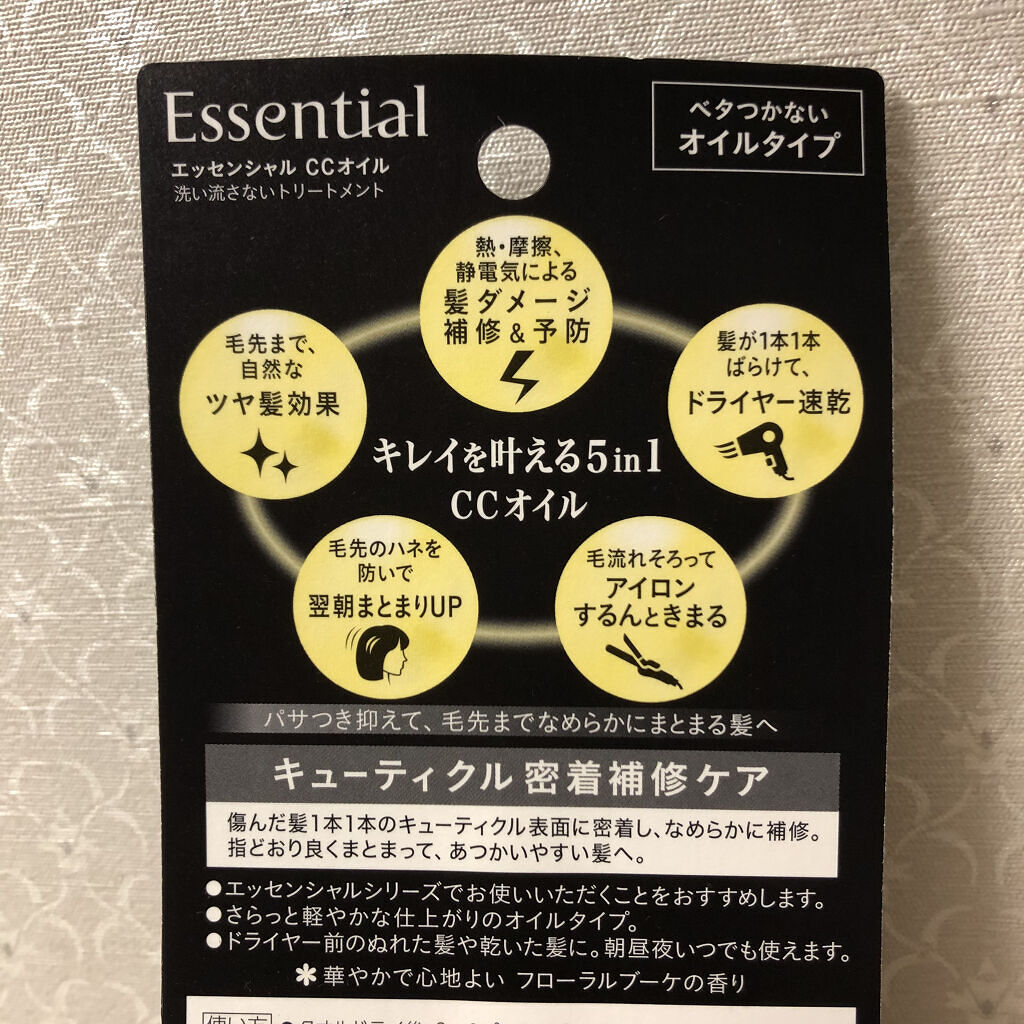 Essential
エッセンシャル CCオイル
洗い流さないトリートメント
ベタつかない
オイルタイプ
熱・摩擦、
静電気による
髪ダメージ
補修&予防
毛先まで、
自然な
ツヤ髪効果
髪が1本1本
ばらけて、
ドライヤー速乾
キレイを叶える5in1
CCオイル
毛先のハネを
防いで
翌朝まとまりUP
毛流れそろって
アイロン
するんときまる
パサつき抑えて、毛先までなめらかにまとまる髪へ
キューティクル 密着補修ケア
傷んだ髪1本1本のキューティクル表面に密着し、なめらかに補修。
指どおり良くまとまって、あつかいやすい髪へ。
●エッセンシャルシリーズでお使いいただくことをおすすめします。
●さらっと軽やかな仕上がりのオイルタイプ。
●ドライヤー前のぬれた髪や乾いた髪に。朝昼夜いつでも使えます。
*華やかで心地よい フローラルブーケの香り
使い方